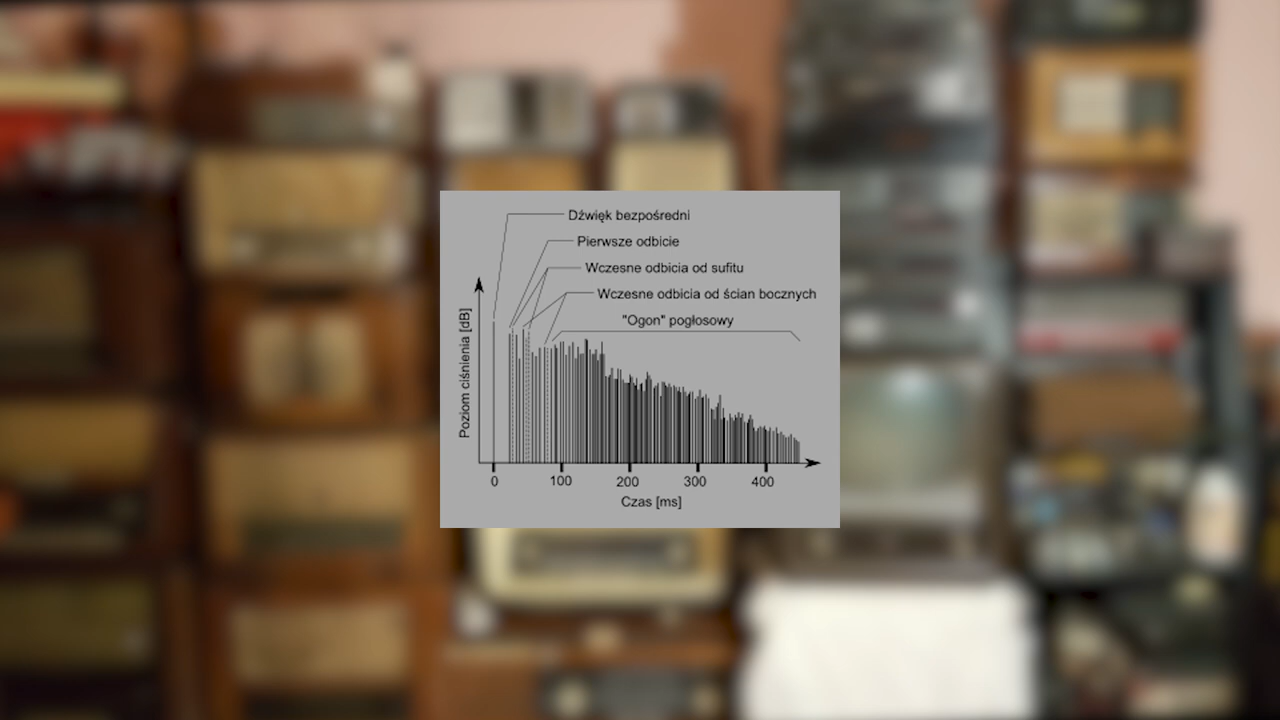 Dźwięk bezpośredni
Pierwsze odbicie
Wczesne odbicia od sufitu
Wczesne odbicia od ścian bocznych
"Ogon" pogłosowy
Poziom ciśnienia [dB]
0 100 200 300 400
Czas [ms]